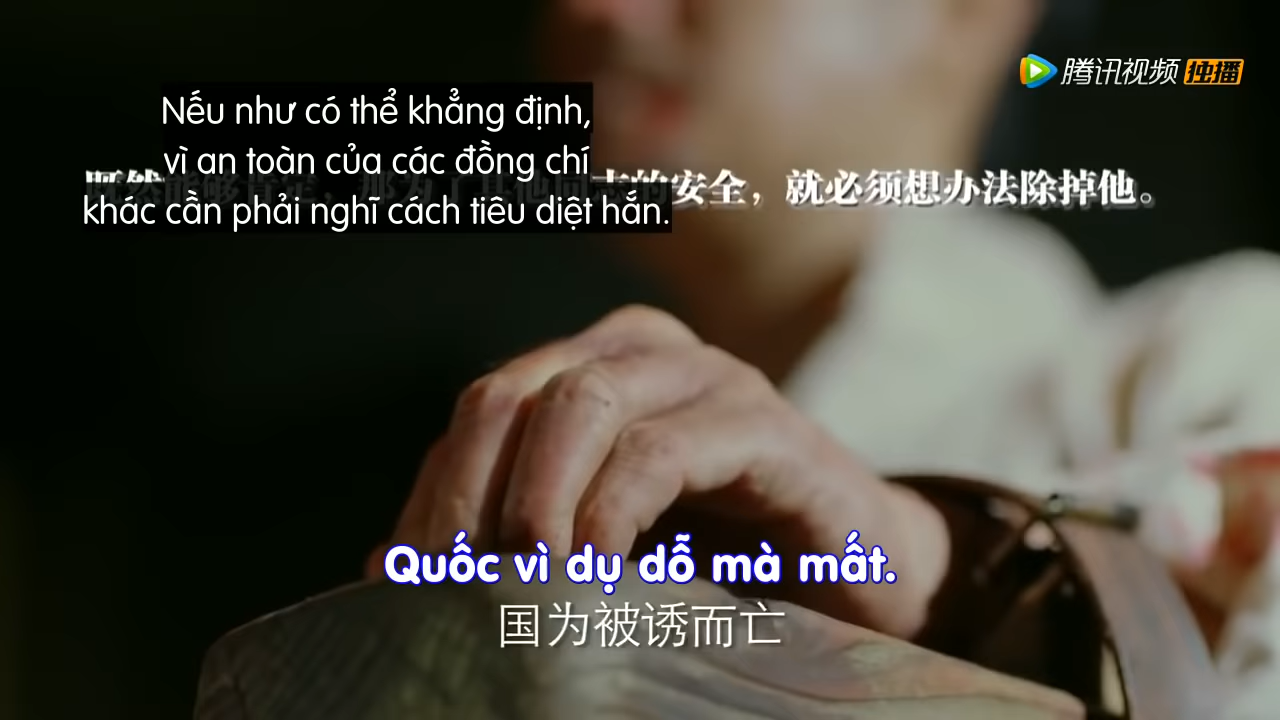 腾讯视频 独播
Nếu như có thể khẳng định,
vì an toàn của các đồng chí
志的安全，就必须想办法除掉他。
khác cần phải nghĩ cách tiêu diệt hắn.
Quốc vì dụ dỗ mà mất.
国为被诱而亡